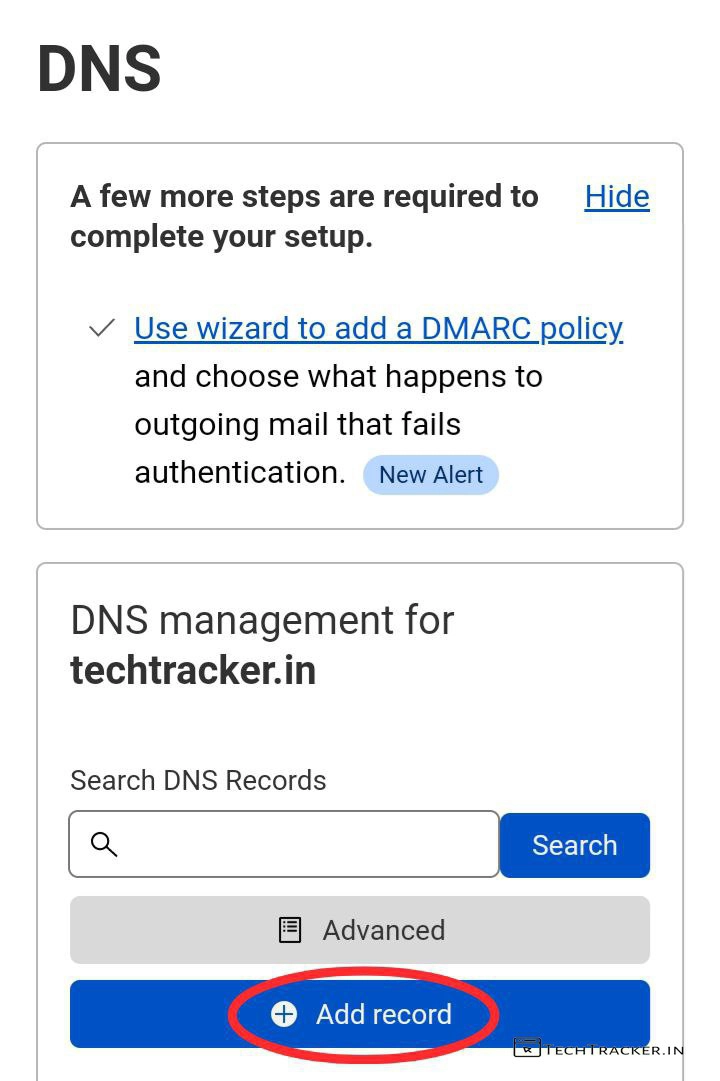 DNS
A few more steps are required to
Hide
complete your setup.
Use wizard to add a DMARC policy
and choose what happens to
outgoing mail that fails
authentication. New Alert
DNS management for
techtracker.in
Search DNS Records
Search
Advanced
Add record
TECHTRACKER.IN